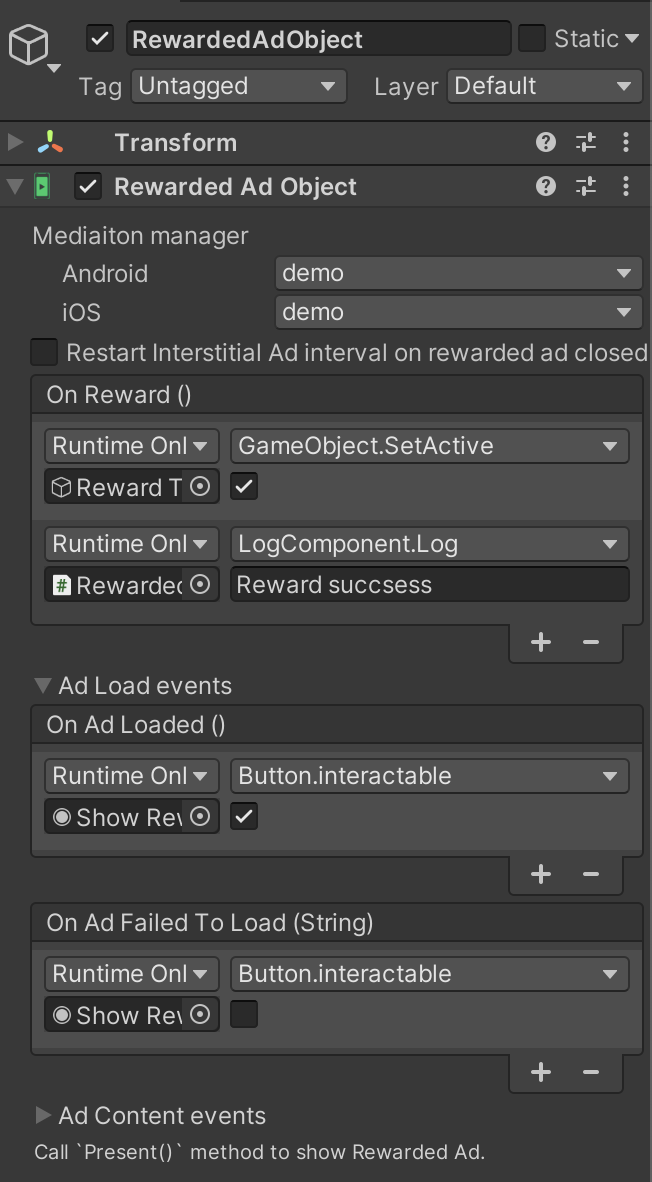 RewardedAdObject
Static
Tag Untagged Layer Default
Transform
Rewarded Ad Object
Mediaiton manager
Android demo
iOS demo
Restart Interstitial Ad interval on rewarded ad closed
On Reward ()
Runtime Onl GameObject.SetActive
Reward T
Runtime Onl LogComponent.Log
# Rewarded Reward succsess
+ −
Ad Load events
On Ad Loaded ()
Runtime Onl Button.interactable
Show Rew
+ −
On Ad Failed To Load (String)
Runtime Onl Button.interactable
Show Rew
+ −
Ad Content events
Call `Present()` method to show Rewarded Ad.